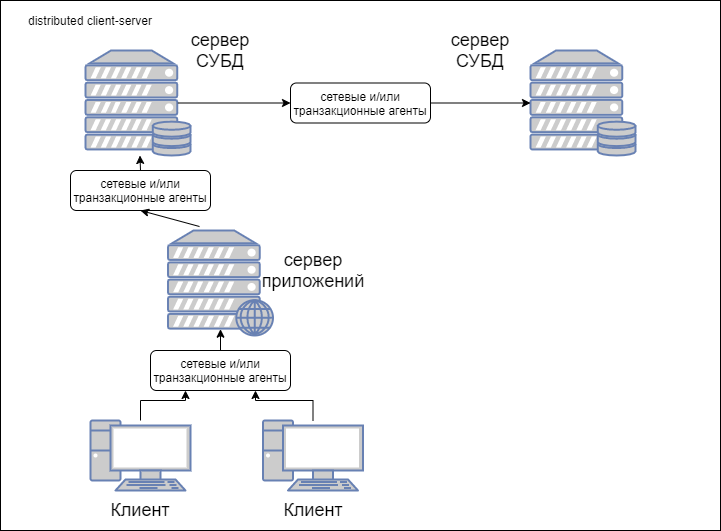 distributed client-server
сервер
СУБД
сервер
СУБД
сетевые и/или
транзакционные агенты
сетевые и/или
транзакционные агенты
сервер
приложений
сетевые и/или
транзакционные агенты
Клиент
Клиент